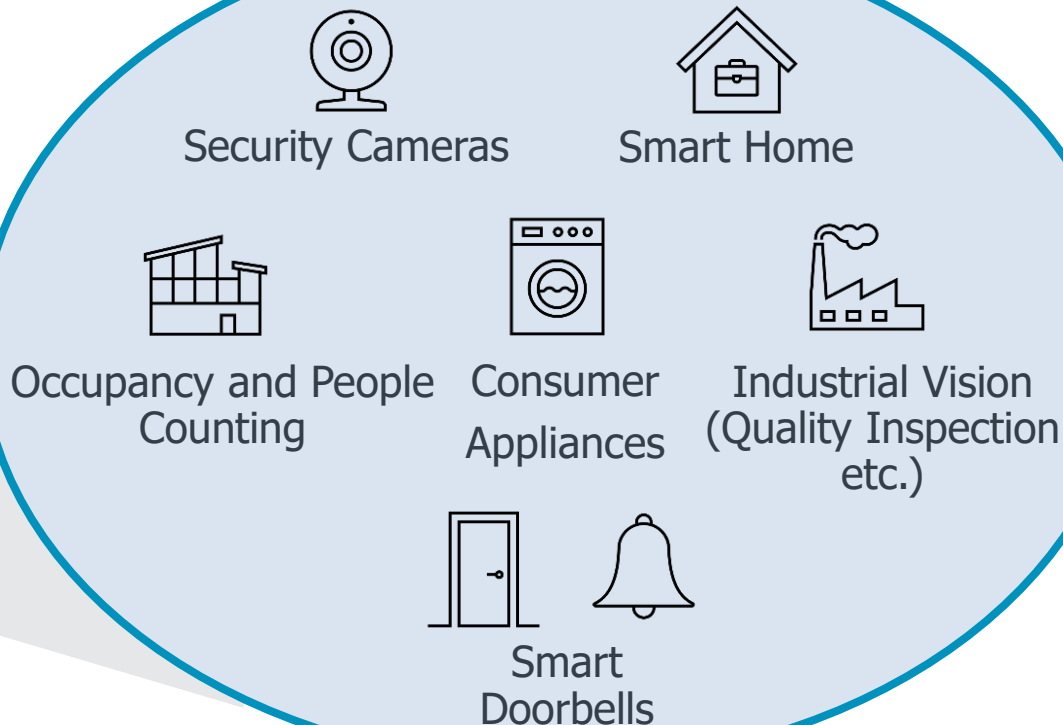 Security Cameras
Smart Home
Occupancy and People
Counting
Consumer
Appliances
Industrial Vision
(Quality Inspection
etc.)
Smart
Doorbells